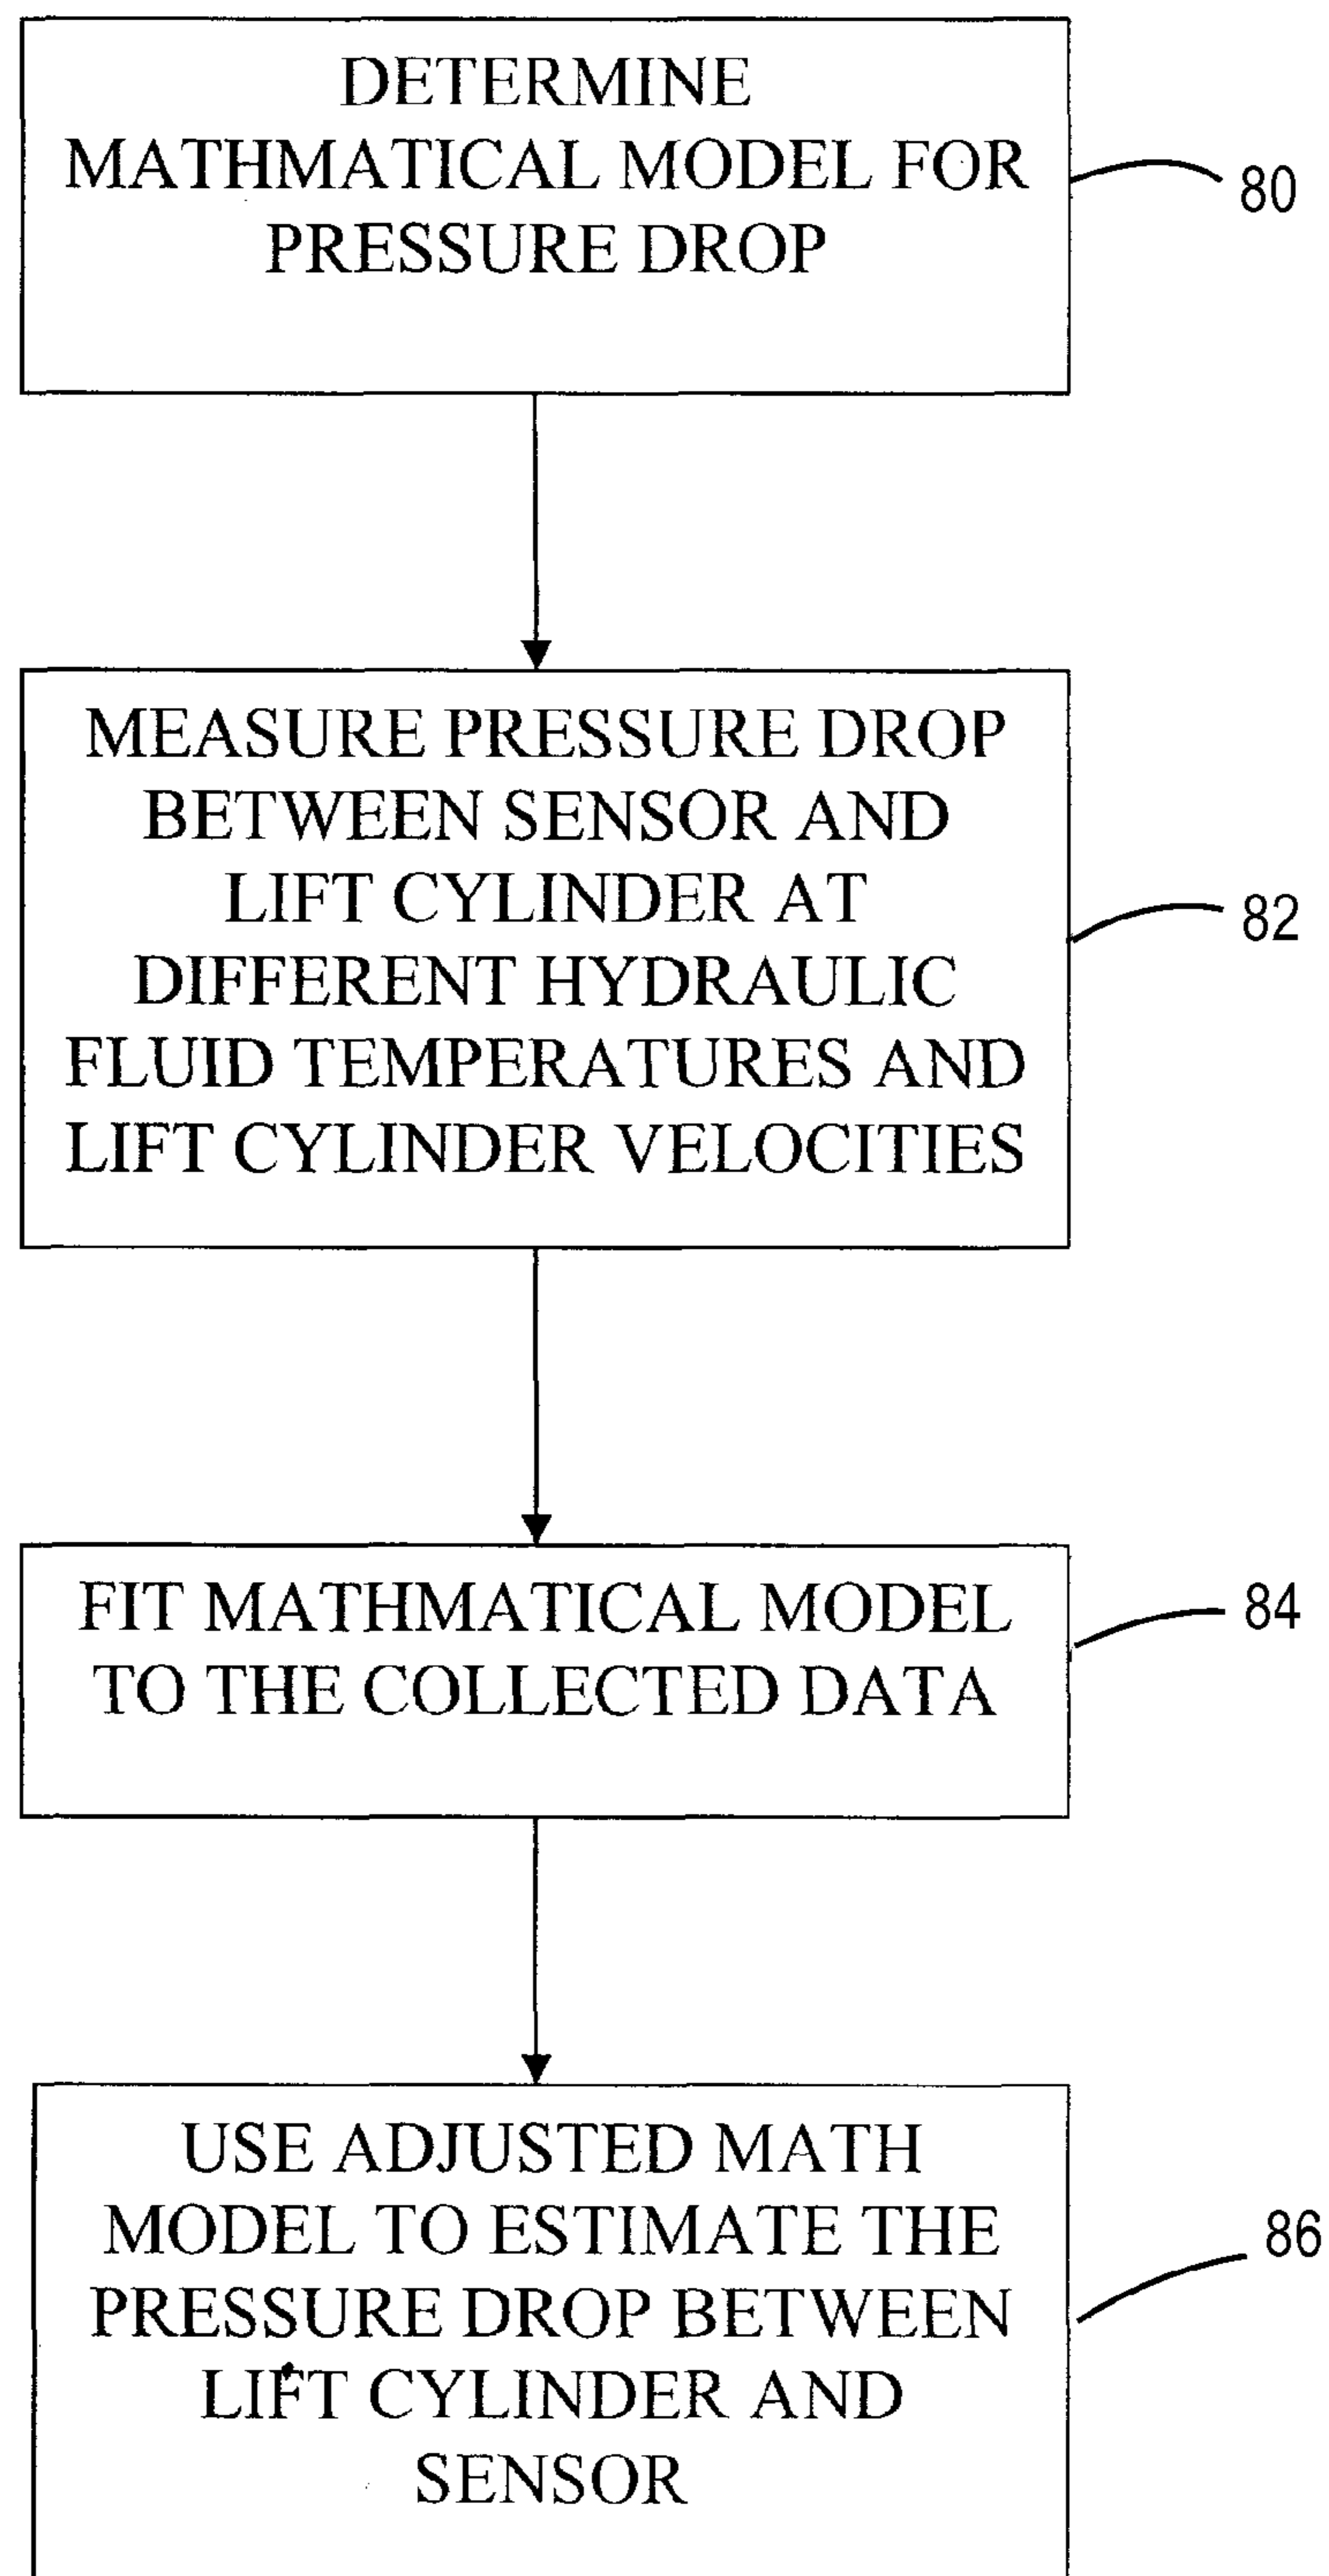 DETERMINE
MATHMATICAL MODEL FOR
PRESSURE DROP
80
MEASURE PRESSURE DROP
BETWEEN SENSOR AND
LIFT CYLINDER AT
DIFFERENT HYDRAULIC
FLUID TEMPERATURES AND
LIFT CYLINDER VELOCITIES
82
FIT MATHMATICAL MODEL
TO THE COLLECTED DATA
84
USE ADJUSTED MATH
MODEL TO ESTIMATE THE
PRESSURE DROP BETWEEN
LIFT CYLINDER AND
SENSOR
86